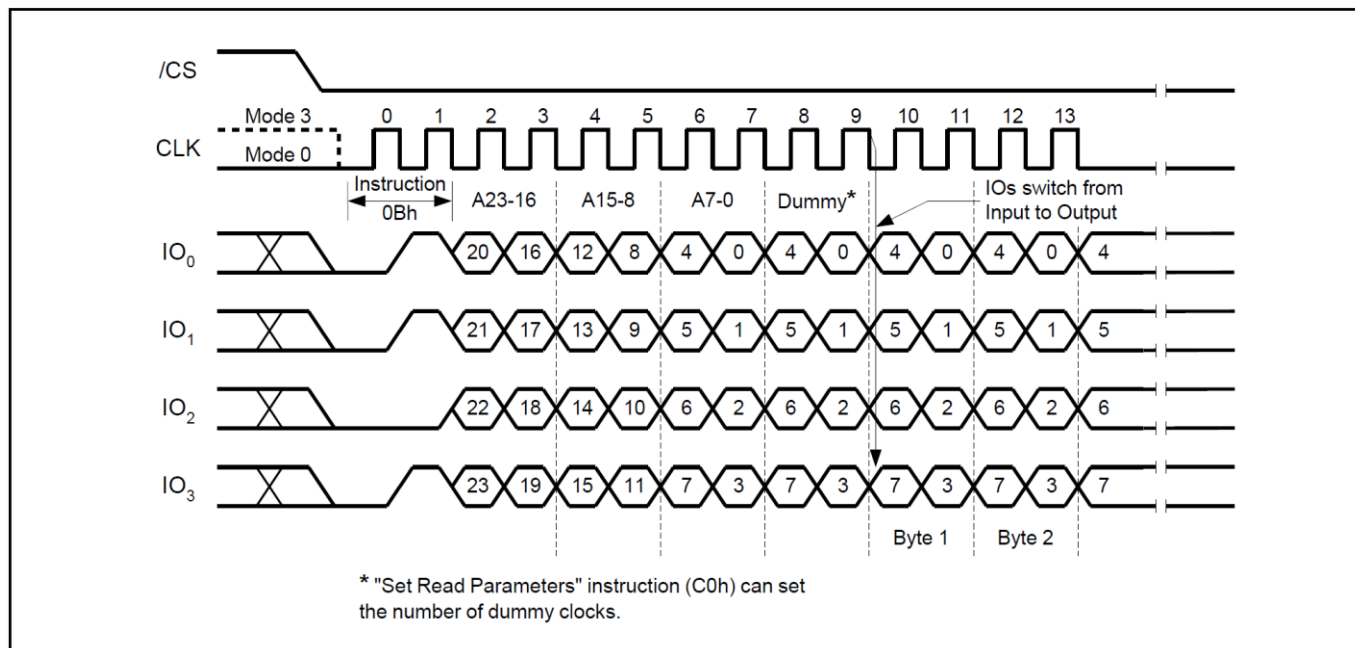 /CS
Mode 3 0 1 2 3 4 5 6 7 8 9 10 11 12 13
CLK
Mode 0
Instruction
0Bh
A23-16 A15-8 A7-0 Dummy*
IOs switch from
Input to Output
IO₀ 20 16 12 8 4 0 4 0 4 0 4 0 4
IO₁ 21 17 13 9 5 1 5 1 5 1 5 1 5
IO₂ 22 18 14 10 6 2 6 2 6 2 6 2 6
IO₃ 23 19 15 11 7 3 7 3 7 3 7 3 7
Byte 1 Byte 2
* "Set Read Parameters" instruction (C0h) can set
the number of dummy clocks.